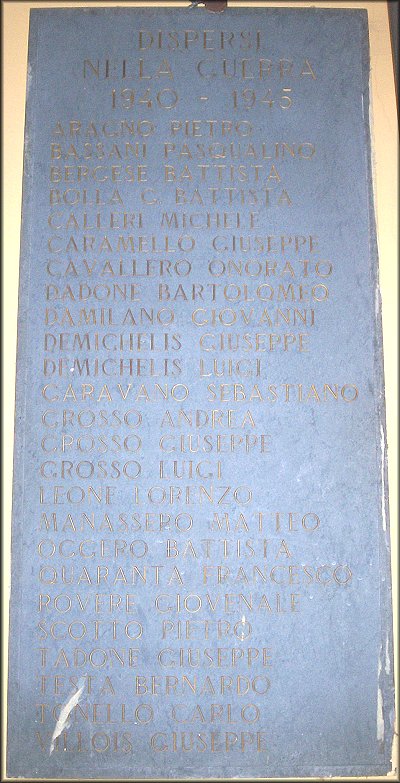 DISPERSI
NELLA GUERRA
1940 - 1945
ARAGNO PIETRO
BASSANI PASQUALINO
BERGESE BATTISTA
BOLLA G. BATTISTA
CALLERI MICHELE
CARAMELLO GIUSEPPE
CAVALLERO ONORATO
DADONE BARTOLOMEO
DAMILANO GIOVANNI
DEMICHELIS GIUSEPPE
DEMICHELIS LUIGI
GARAVANO SEBASTIANO
GROSSO ANDREA
GROSSO GIUSEPPE
GROSSO LUIGI
LEONE LORENZO
MANASSERO MATTEO
OGGERO BATTISTA
QUARANTA FRANCESCO
ROVERE GIOVENALE
SCOTTO PIETRO
TADONE GIUSEPPE
TESTA BERNARDO
TONELLO CARLO
VILLOIS GIUSEPPE